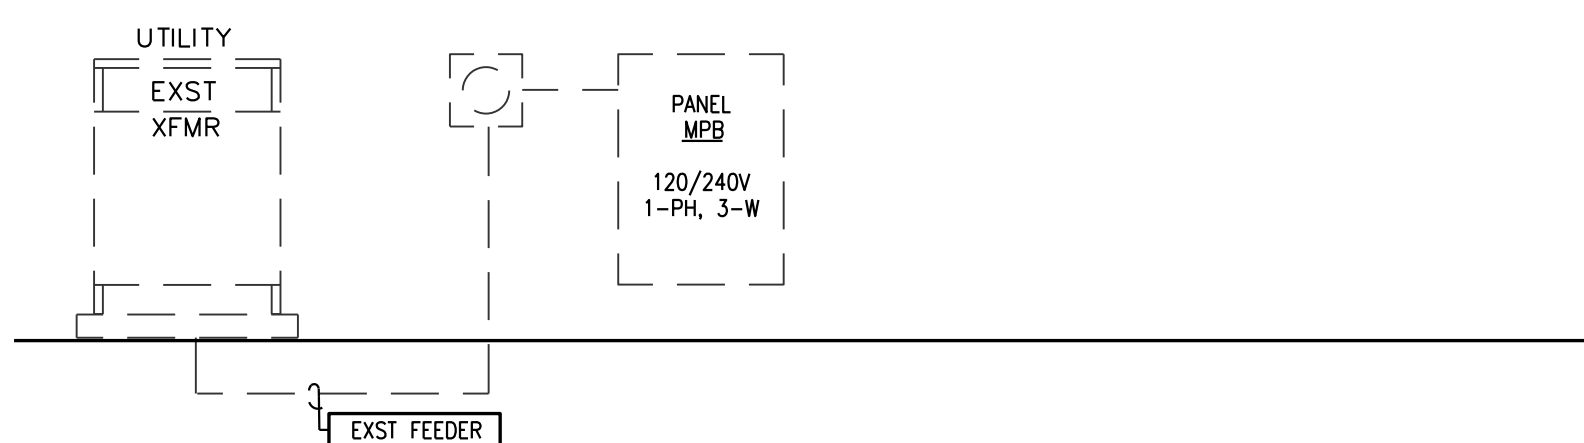 UTILITY
EXST
XFMR
PANEL
MPB
120/240V
1-PH, 3-W
EXST FEEDER